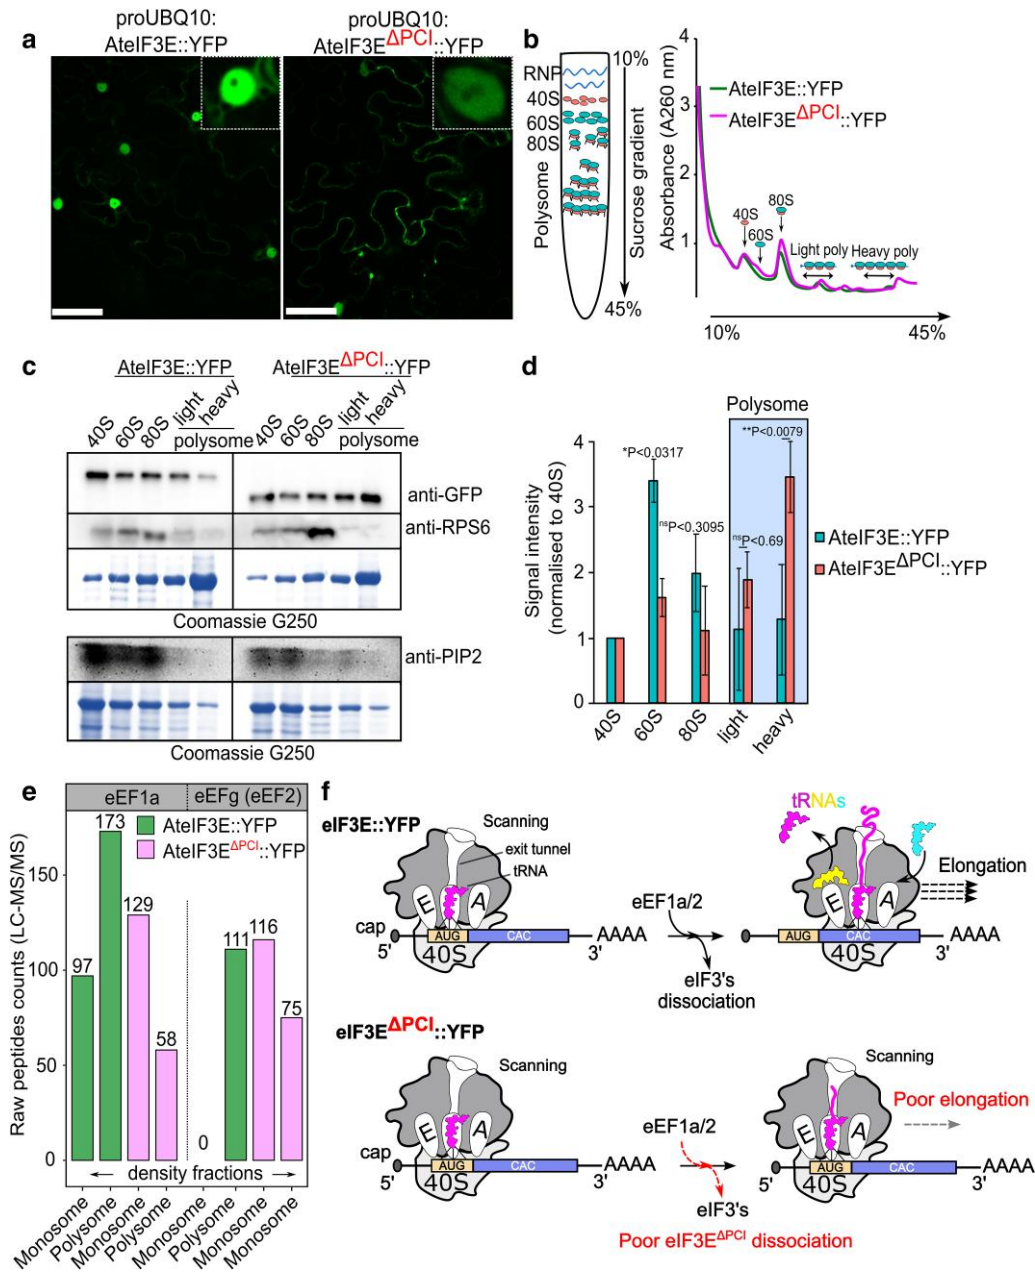 a
proUBQ10:
AteIF3E::YFP
proUBQ10:
AteIF3EΔPCI::YFP
b
RNP
40S
60S
80S
Polysome
10%
Sucrose gradient
45%
Absorbance (A260 nm)
4
3
2
1
AteIF3E::YFP
AteIF3EΔPCI::YFP
40S
60S
80S
Light poly
Heavy poly
10%
45%
c
AteIF3E::YFP
AteIF3EΔPCI::YFP
40S
60S
80S
light
heavy
polysome
40S
60S
80S
light
heavy
polysome
anti-GFP
anti-RPS6
Coomassie G250
anti-PIP2
Coomassie G250
d
Polysome
Signal intensity
(normalised to 40S)
5
4
3
2
1
0
*P<0.0317
nsP<0.3095
nsP<0.69
**P<0.0079
AteIF3E::YFP
AteIF3EΔPCI::YFP
40S
60S
80S
light
heavy
e
eEF1a
eEFg (eEF2)
AteIF3E::YFP
AteIF3EΔPCI::YFP
Raw peptides counts (LC-MS/MS)
150
100
50
0
97
173
129
58
0
111
116
75
density fractions
Monosome
Polysome
Monosome
Polysome
Monosome
Polysome
Monosome
Monosome
f
eIF3E::YFP
Scanning
exit tunnel
tRNA
E
A
cap
5'
AUG
CAC
40S
3'
AAAA
eEF1a/2
eIF3's
dissociation
tRNAs
Elongation
E
A
5'
AUG
CAC
40S
3'
AAAA
eIF3EΔPCI::YFP
Scanning
E
A
cap
5'
AUG
CAC
40S
3'
AAAA
eEF1a/2
eIF3's
Poor eIF3EΔPCI dissociation
Scanning
Poor elongation
E
A
5'
AUG
CAC
40S
3'
AAAA